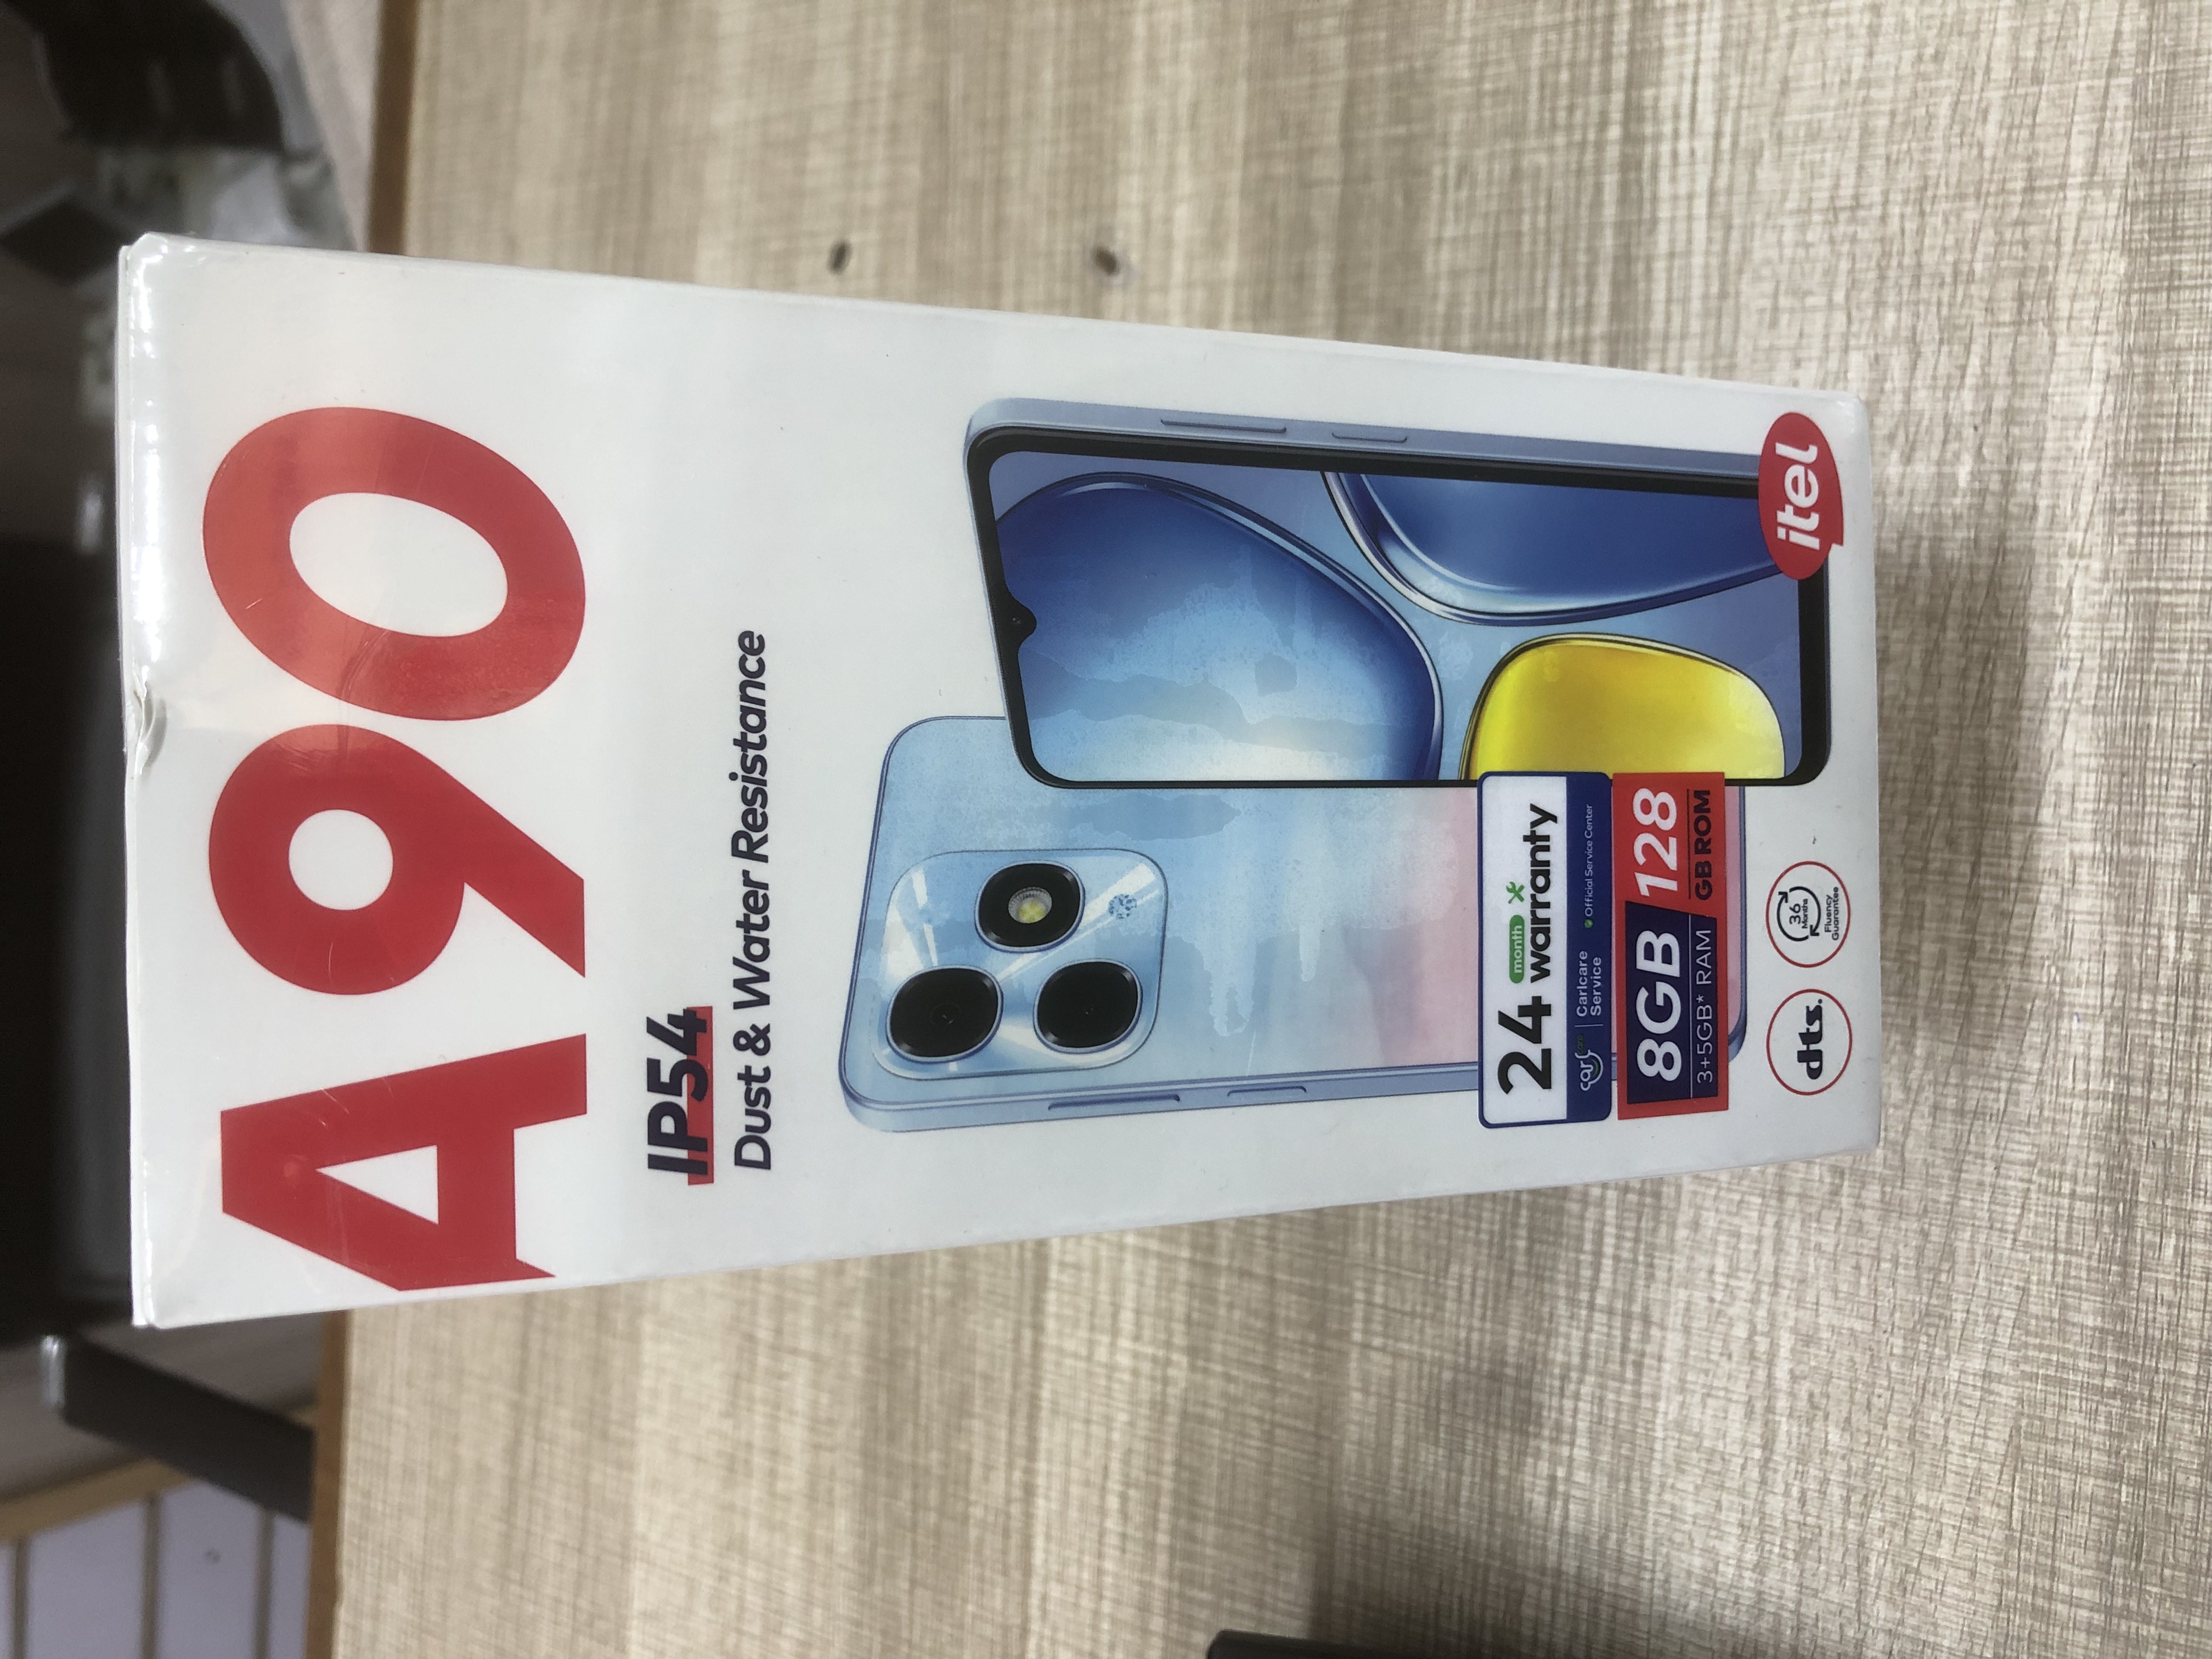 A90
IP54
Dust & Water Resistance
24 month warranty
carlcare Carlcare Service Official Service Center
8GB 128
3+5GB* RAM GB ROM
dts.
36
Months
Fluency
Guarantee
itel